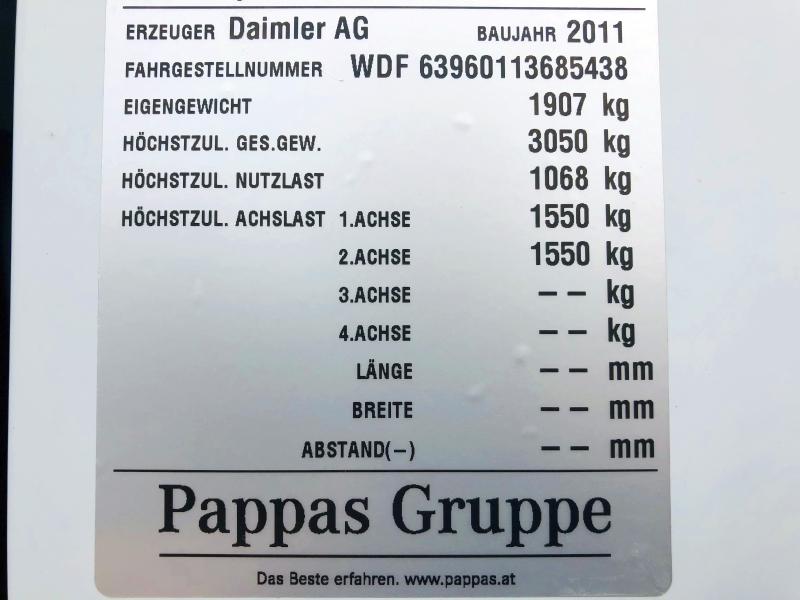 ERZEUGER Daimler AG BAUJAHR 2011
FAHRGESTELLNUMMER WDF 63960113685438
EIGENGEWICHT 1907 kg
HÖCHSTZUL. GES.GEW. 3050 kg
HÖCHSTZUL. NUTZLAST 1068 kg
HÖCHSTZUL. ACHSLAST 1.ACHSE 1550 kg
2.ACHSE 1550 kg
3.ACHSE -- kg
4.ACHSE -- kg
LÄNGE -- mm
BREITE -- mm
ABSTAND(-) -- mm
Pappas Gruppe
Das Beste erfahren. www.pappas.at